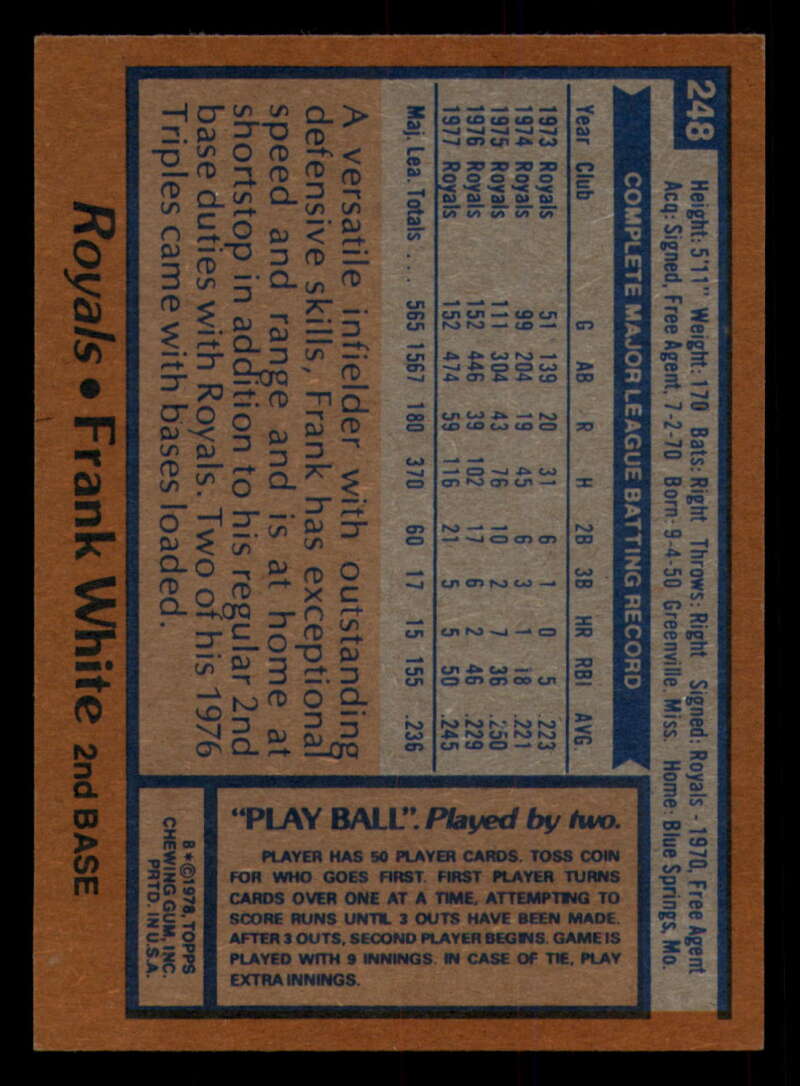 248
Height: 5'11" Weight: 170 Bats: Right Throws: Right Signed: Royals - 1970, Free Agent
Acq: Signed, Free Agent, 7-2-70 Born: 9-4-50 Greenville, Miss. Home: Blue Springs, Mo.
COMPLETE MAJOR LEAGUE BATTING RECORD
Year Club G AB R H 2B 3B HR RBI AVG.
1973 Royals 51 139 20 31 6 1 0 5 .223
1974 Royals 99 204 19 45 6 3 1 18 .221
1975 Royals 111 304 43 76 10 2 7 36 .250
1976 Royals 152 446 39 102 17 6 2 46 .229
1977 Royals 152 474 59 116 21 5 5 50 .245
Maj. Lea. Totals .... 565 1567 180 370 60 17 15 155 .236
A versatile infielder with outstanding
defensive skills, Frank has exceptional
speed and range and is at home at
shortstop in addition to his regular 2nd
base duties with Royals. Two of his 1976
Triples came with bases loaded.
"PLAY BALL". Played by two.
PLAYER HAS 50 PLAYER CARDS. TOSS COIN
FOR WHO GOES FIRST. FIRST PLAYER TURNS
CARDS OVER ONE AT A TIME, ATTEMPTING TO
SCORE RUNS UNTIL 3 OUTS HAVE BEEN MADE.
AFTER 3 OUTS, SECOND PLAYER BEGINS. GAME IS
PLAYED WITH 9 INNINGS. IN CASE OF TIE, PLAY
EXTRA INNINGS.
B*©1978, TOPPS
CHEWING GUM, INC.
PRTD. IN U.S.A.
Royals • Frank White 2nd BASE